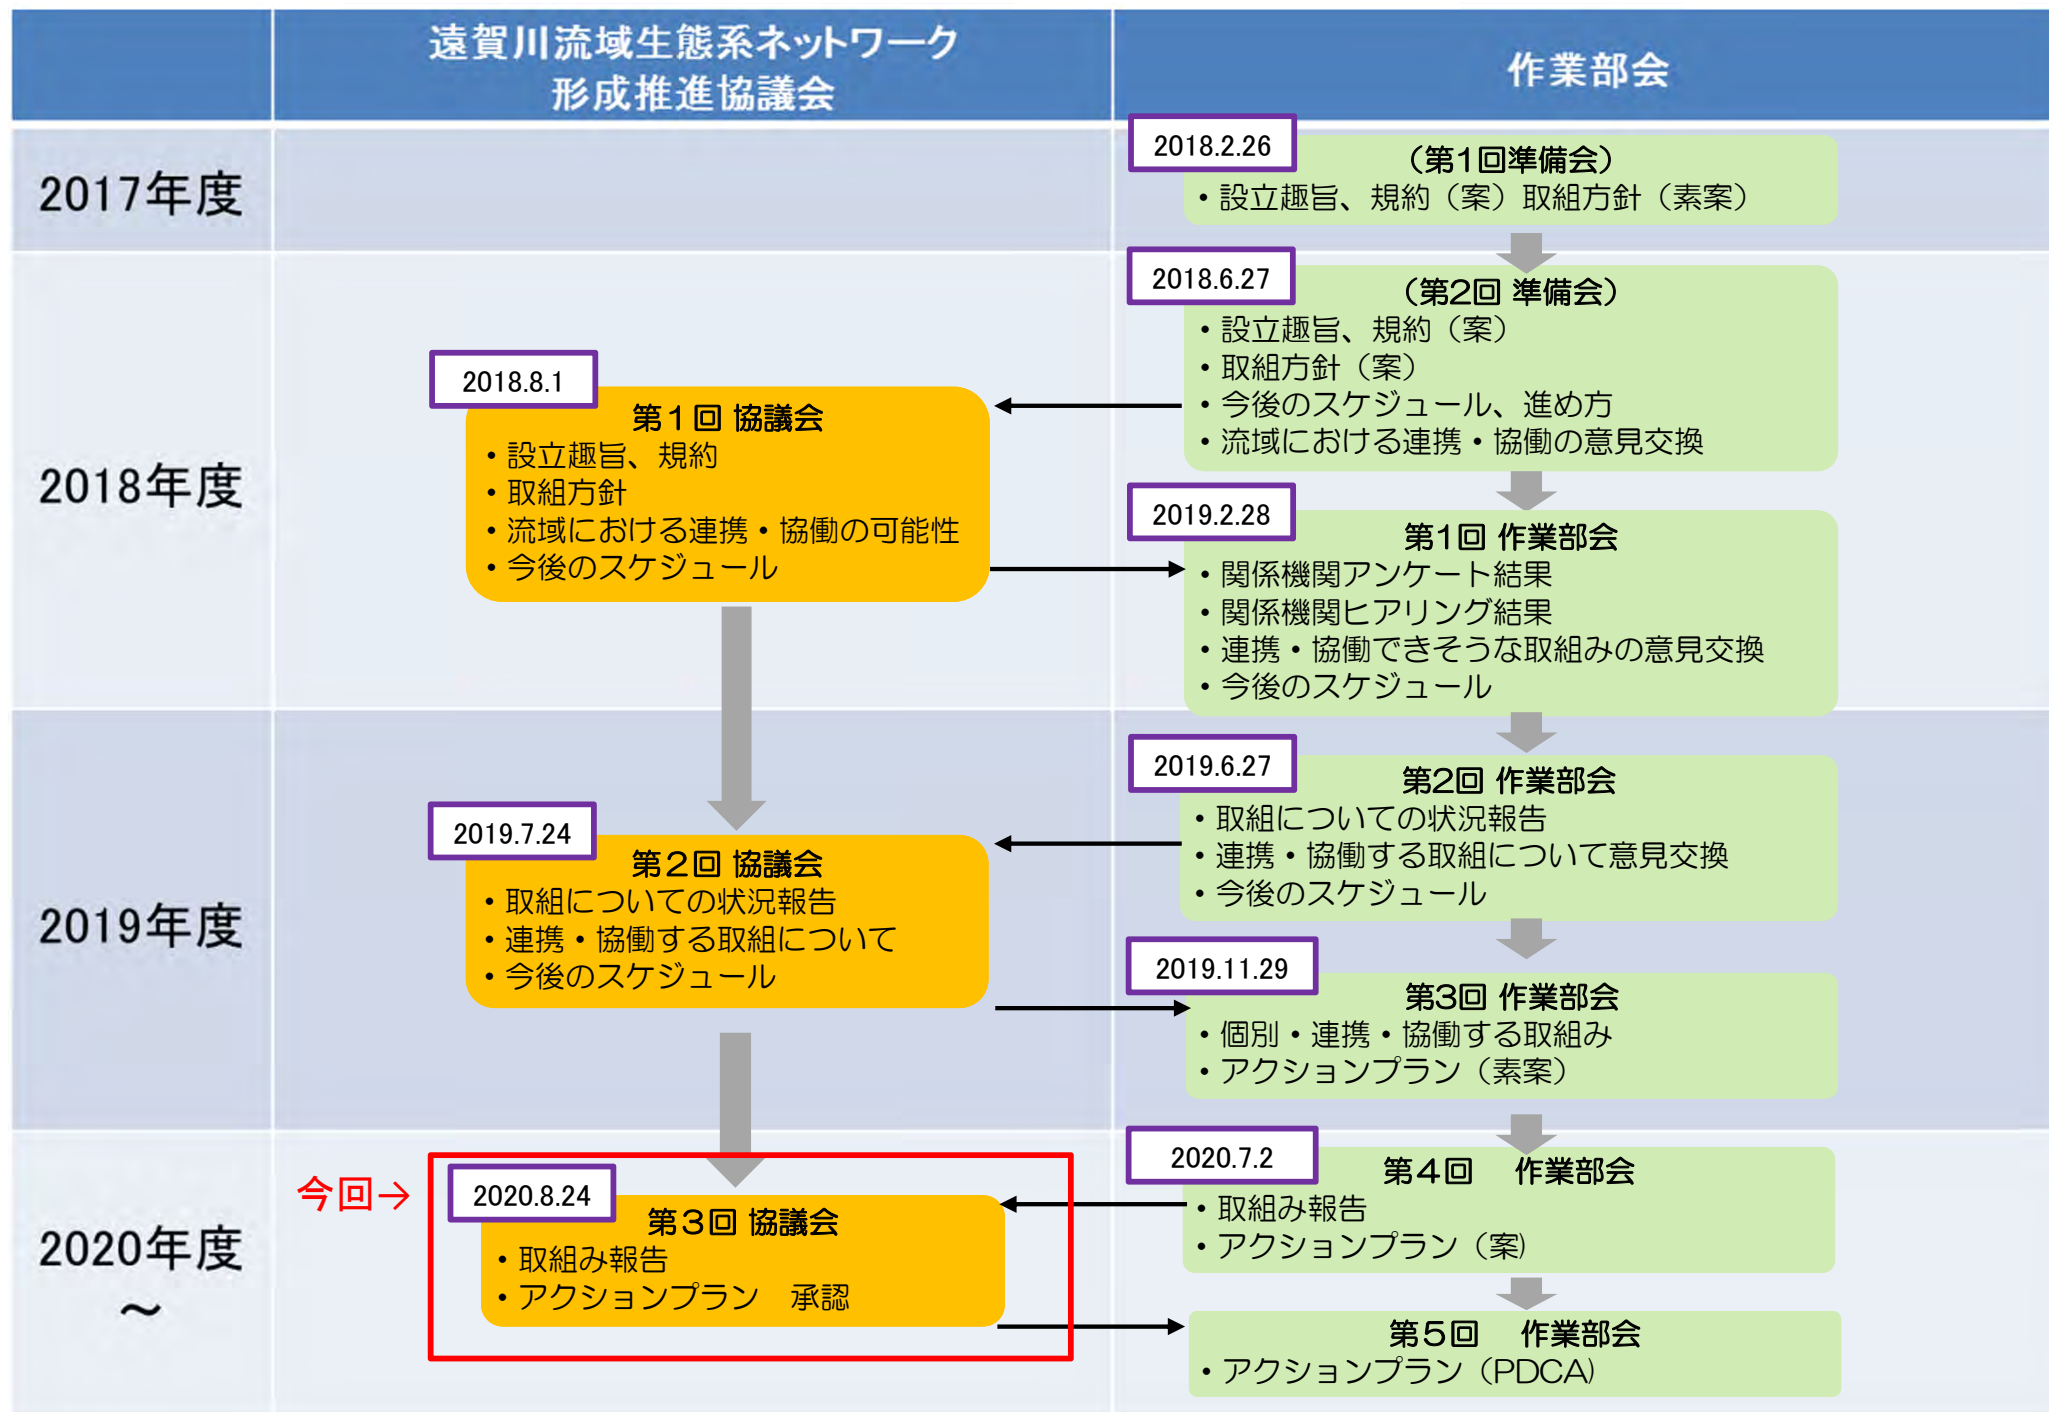 遠賀川流域生態系ネットワーク
形成推進協議会
作業部会
2017年度
2018.2.26
（第1回準備会）
・設立趣旨、規約（案）取組方針（素案）
2018年度
2018.6.27
（第2回 準備会）
・設立趣旨、規約（案）
・取組方針（案）
・今後のスケジュール、進め方
・流域における連携・協働の意見交換
2018.8.1
第１回 協議会
・設立趣旨、規約
・取組方針
・流域における連携・協働の可能性
・今後のスケジュール
2019.2.28
第1回 作業部会
・関係機関アンケート結果
・関係機関ヒアリング結果
・連携・協働できそうな取組みの意見交換
・今後のスケジュール
2019年度
2019.6.27
第2回 作業部会
・取組についての状況報告
・連携・協働する取組について意見交換
・今後のスケジュール
2019.7.24
第２回 協議会
・取組についての状況報告
・連携・協働する取組について
・今後のスケジュール
2019.11.29
第3回 作業部会
・個別・連携・協働する取組み
・アクションプラン（素案）
2020年度
～
2020.7.2
第４回　作業部会
・取組み報告
・アクションプラン（案)
今回→
2020.8.24
第３回 協議会
・取組み報告
・アクションプラン　承認
第５回　作業部会
・アクションプラン（PDCA)